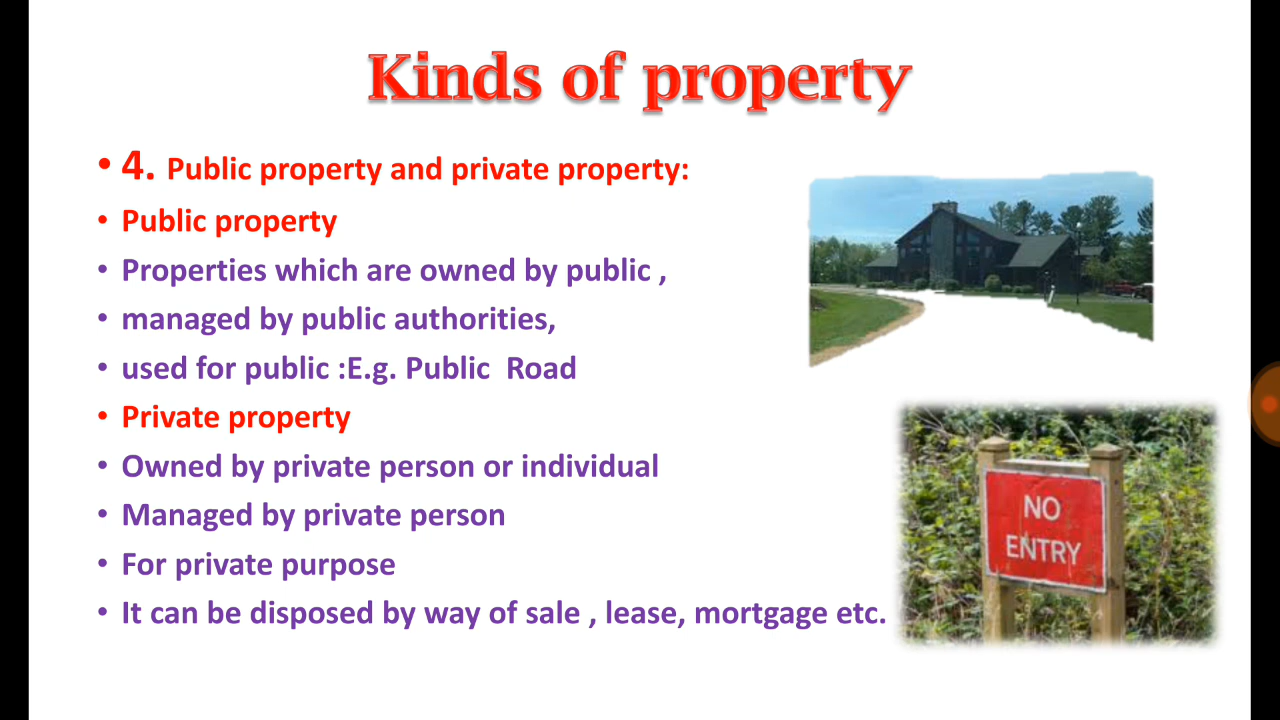 Kinds of property
• 4. Public property and private property:
• Public property
• Properties which are owned by public ,
• managed by public authorities,
• used for public :E.g. Public  Road
• Private property
• Owned by private person or individual
• Managed by private person
• For private purpose
• It can be disposed by way of sale , lease, mortgage etc.
NO
ENTRY